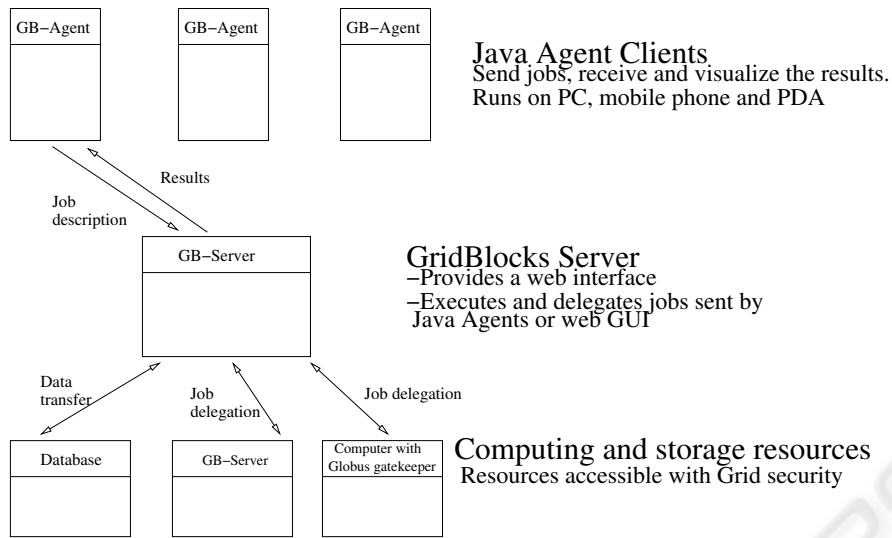 GB−Agent
GB−Agent
GB−Agent
Java Agent Clients
Send jobs, receive and visualize the results.
Runs on PC, mobile phone and PDA
Results
Job
description
GB−Server
GridBlocks Server
−Provides a web interface
−Executes and delegates jobs sent by
Java Agents or web GUI
Data
transfer
Job
delegation
Job delegation
Database
GB−Server
Computer with
Globus gatekeeper
Computing and storage resources
Resources accessible with Grid security